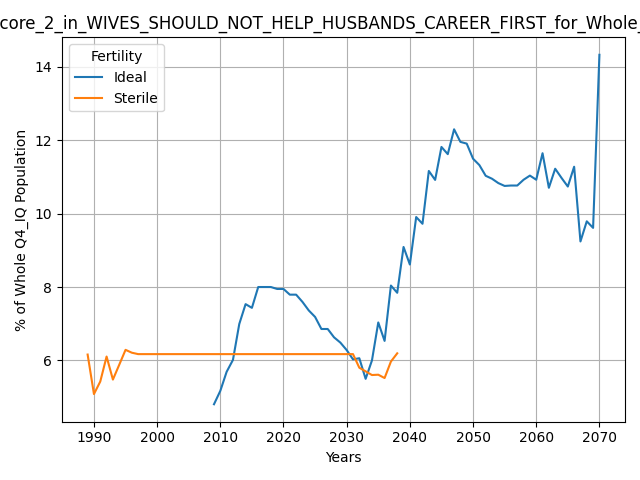 core_2_in_WIVES_SHOULD_NOT_HELP_HUSBANDS_CAREER_FIRST_for_Whole_
Fertility
Ideal
Sterile
% of Whole Q4_IQ Population
14
12
10
8
6
1990 2000 2010 2020 2030 2040 2050 2060 2070
Years